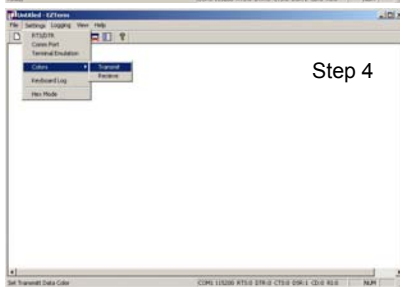 Untitled - EZTerm
File Settings Logging View Help
RTS/DTR
Comm Port
Terminal Emulation
Colors
Transmit
Recieve
Keyboard Log
Hex Mode
Step 4
Set Transmitt Data Color
COM1 115200 RTS:0 DTR:0 CTS:0 DSR:1 CD:0 RI:0
NUM